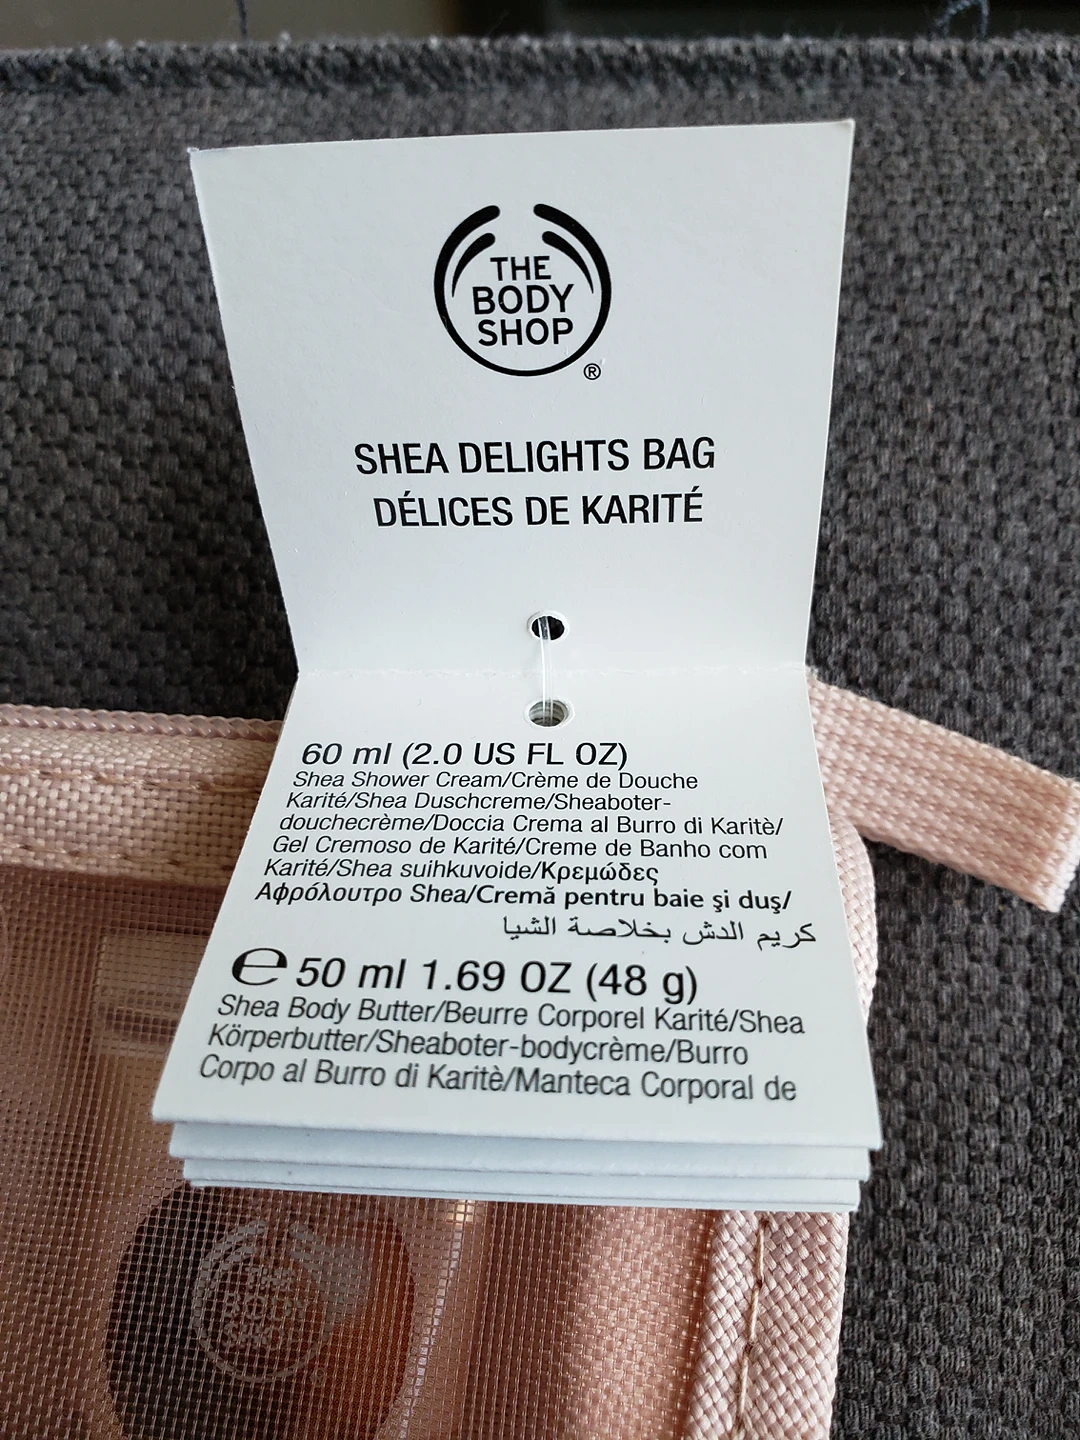 THE
BODY
SHOP
®
SHEA DELIGHTS BAG
DÉLICES DE KARITÉ
60 ml (2.0 US FL OZ)
Shea Shower Cream/Crème de Douche
Karité/Shea Duschcreme/Sheaboter-
douchecrème/Doccia Crema al Burro di Karitè/
Gel Cremoso de Karité/Creme de Banho com
Karité/Shea suihkuvoide/Κρεμώδες
Αφρόλουτρο Shea/Cremă pentru baie şi duş/
كريم الدش بخلاصة الشيا
℮ 50 ml 1.69 OZ (48 g)
Shea Body Butter/Beurre Corporel Karité/Shea
Körperbutter/Sheaboter-bodycrème/Burro
Corpo al Burro di Karitè/Manteca Corporal de
THE
BODY
SHOP